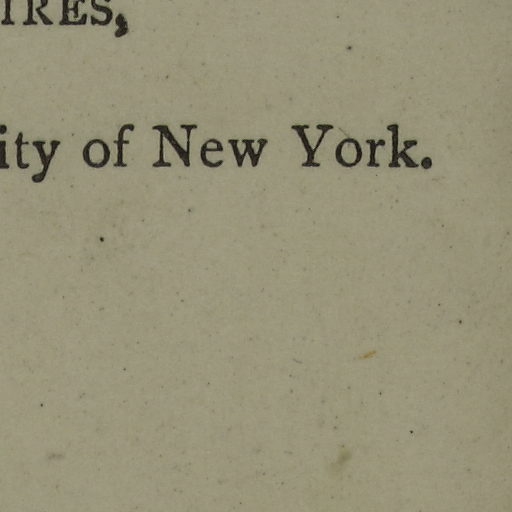 IRES,
ity of New York.